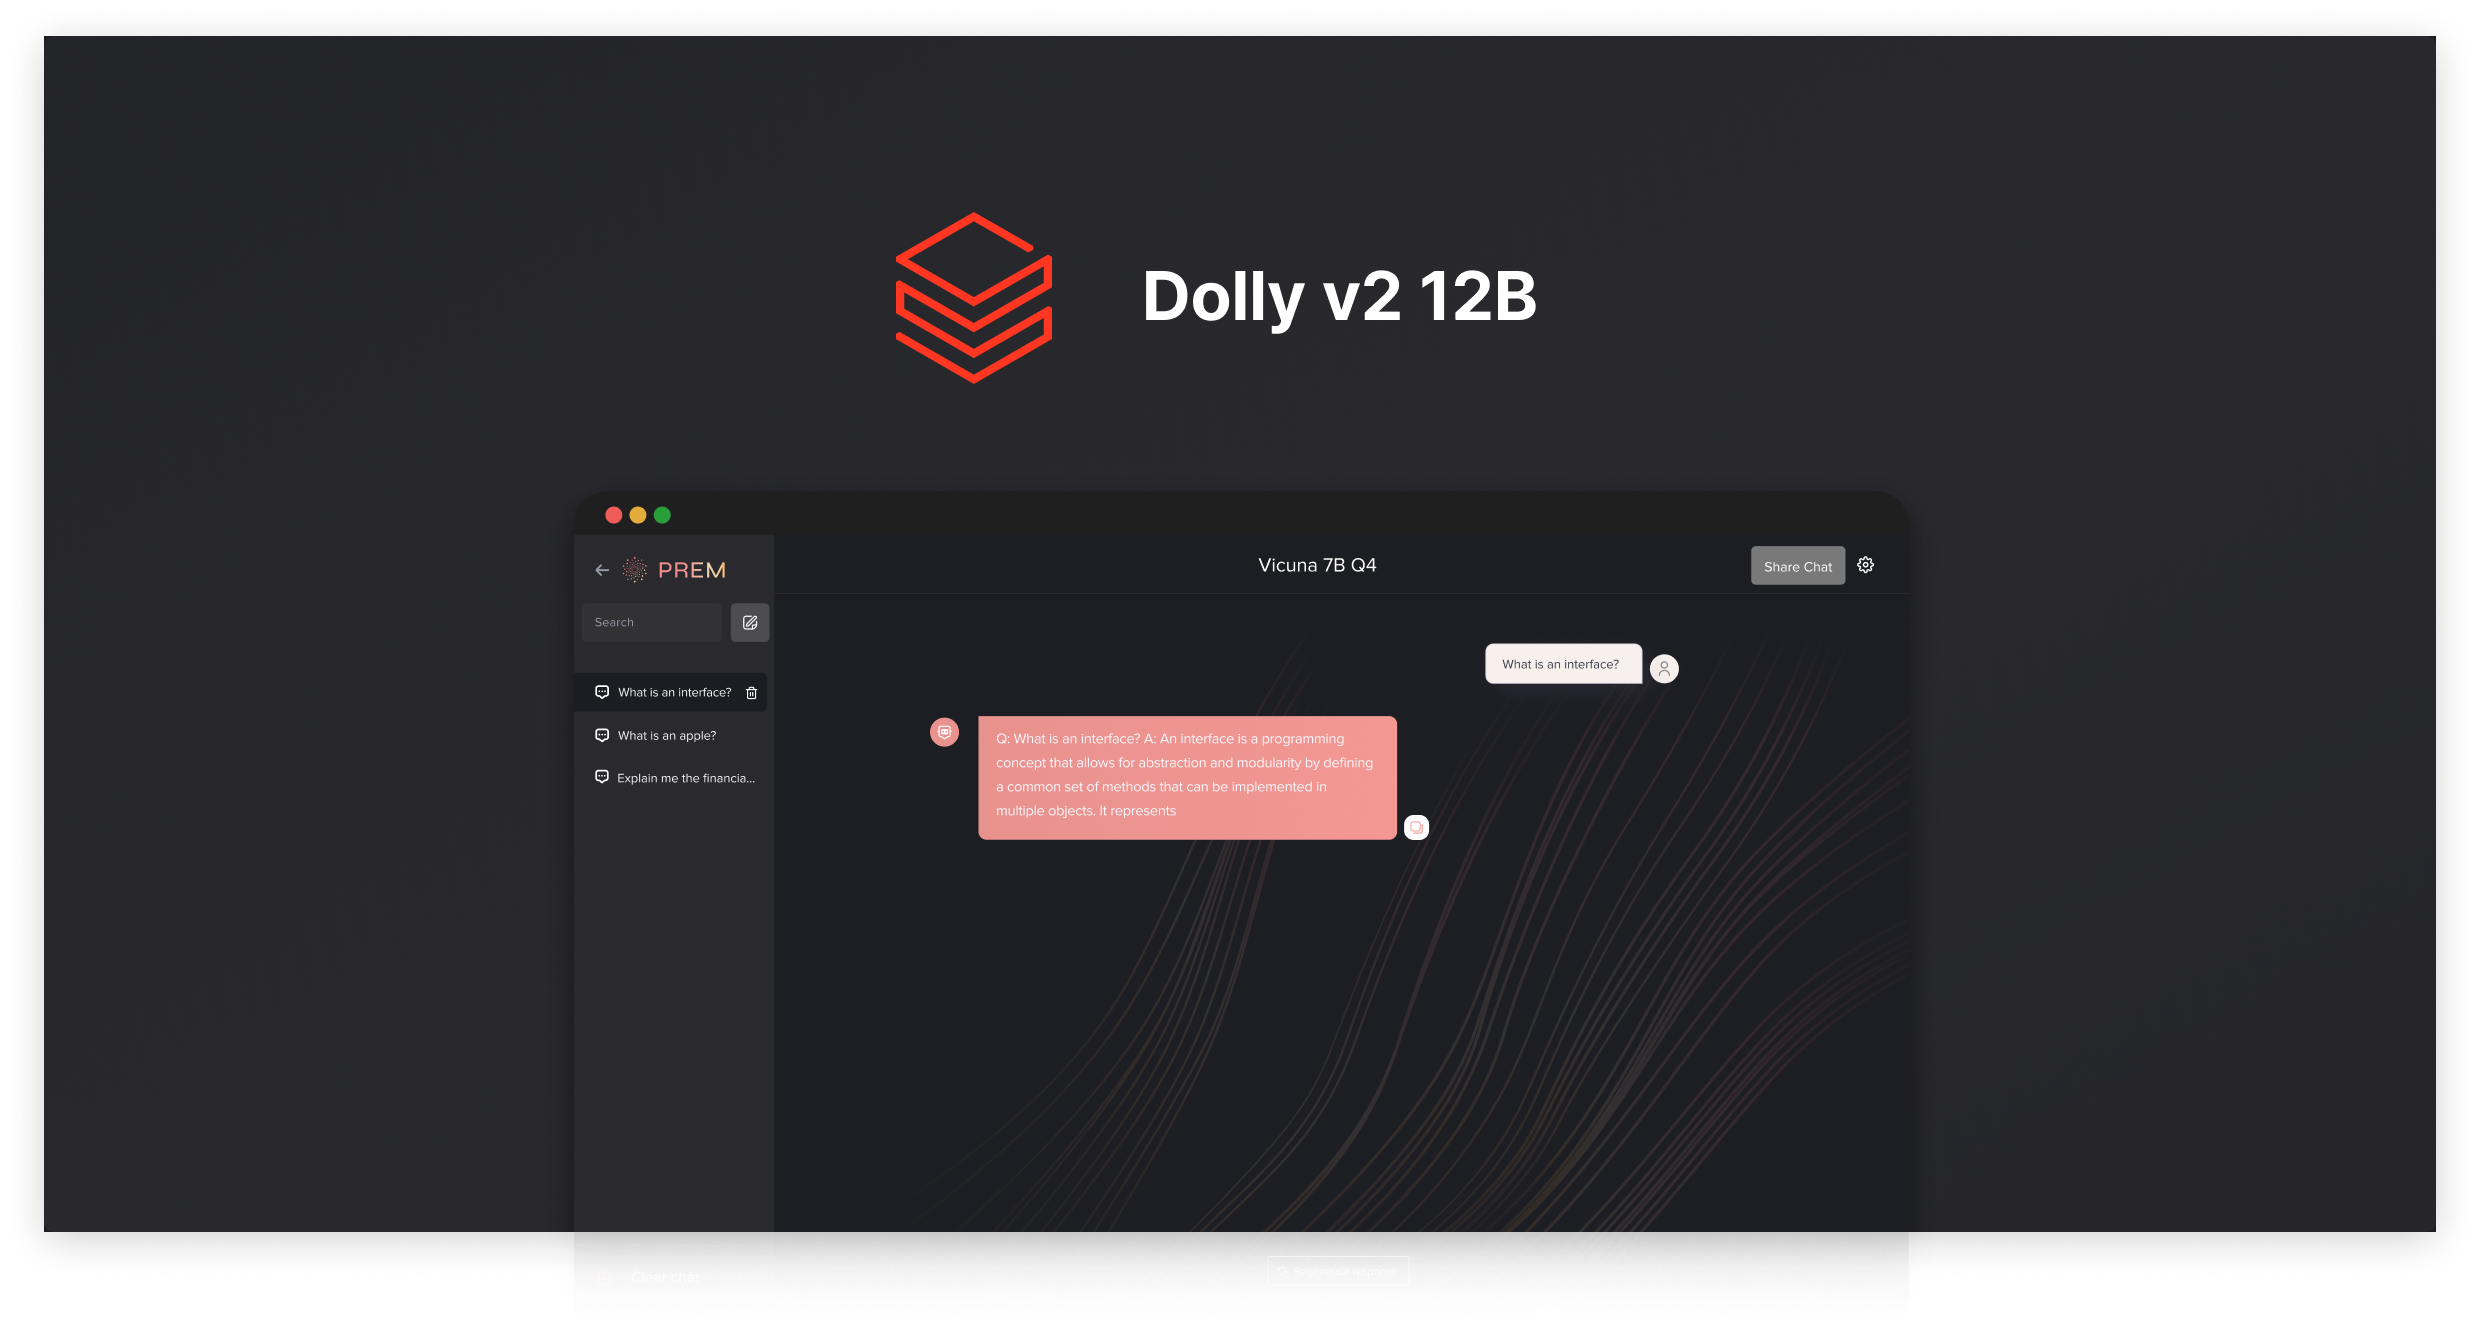 Dolly v2 12B
PREM
Vicuna 7B Q4
Share Chat
Search
What is an interface?
What is an apple?
Explain me the financia...
What is an interface?
Q: What is an interface? A: An interface is a programming
concept that allows for abstraction and modularity by defining
a common set of methods that can be implemented in
multiple objects. It represents
Clear chat